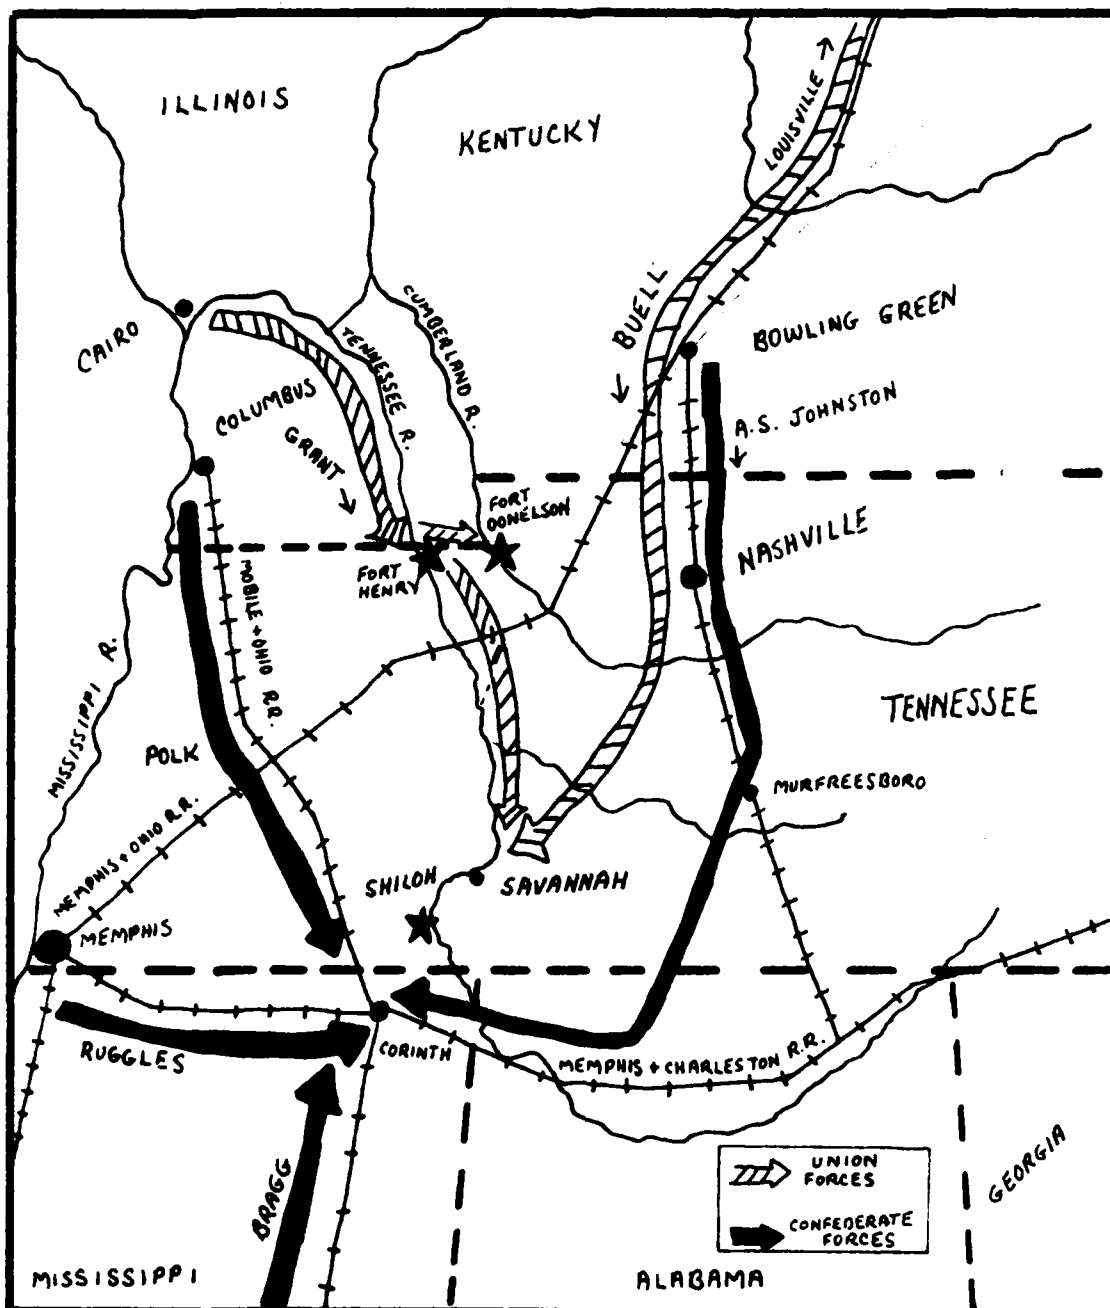 ILLINOIS
KENTUCKY
LOUISVILLE
CAIRO
COLUMBUS
GRANT
TENNESSEE R.
CUMBERLAND R.
BUELL
BOWLING GREEN
A.S. JOHNSTON
FORT
DONELSON
FORT
HENRY
NASHVILLE
MOBILE + OHIO R.R.
MISSISSIPPI R.
POLK
TENNESSEE
MURFREESBORO
MEMPHIS + OHIO R.R.
MEMPHIS
SHILOH
SAVANNAH
RUGGLES
CORINTH
MEMPHIS + CHARLESTON R.R.
BRAGG
UNION
FORCES
CONFEDERATE
FORCES
GEORGIA
MISSISSIPPI
ALABAMA